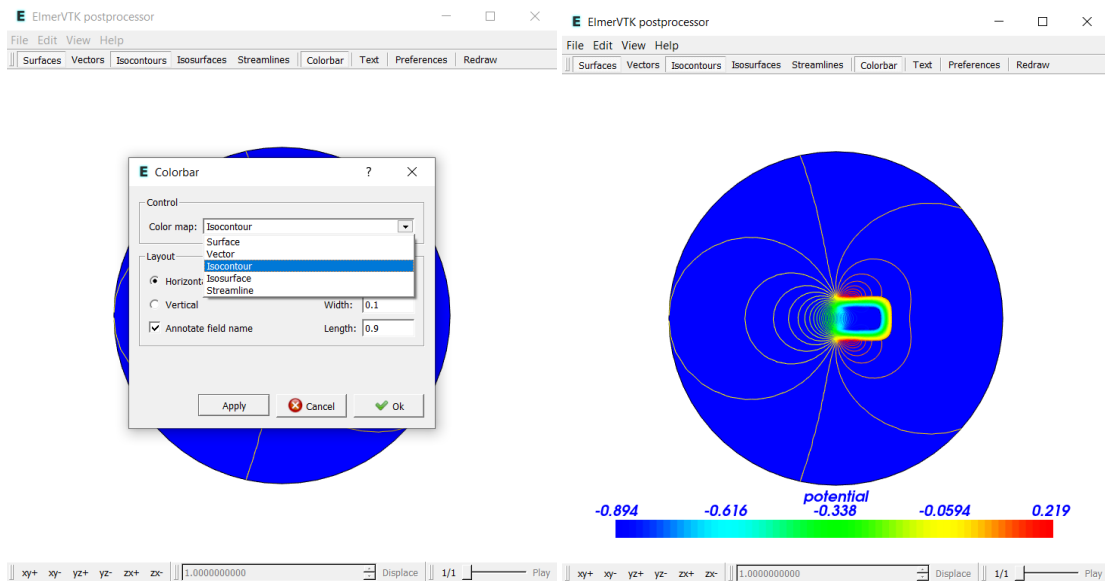 ElmerVTK postprocessor
File Edit View Help
Surfaces Vectors Isocontours Isosurfaces Streamlines Colorbar Text Preferences Redraw
Colorbar ?
Control
Color map: Isocontour
Surface
Vector
Isocontour
Isosurface
Streamline
Layout
Vertical
Width: 0.1
Annotate field name
Length: 0.9
Apply Cancel Ok
xy+ xy- yz+ yz- zx+ zx- 1.0000000000 Displace 1/1 Play
ElmerVTK postprocessor
File Edit View Help
Surfaces Vectors Isocontours Isosurfaces Streamlines Colorbar Text Preferences Redraw
potential
-0.894 -0.616 -0.338 -0.0594 0.219
xy+ xy- yz+ yz- zx+ zx- 1.0000000000 Displace 1/1 Play